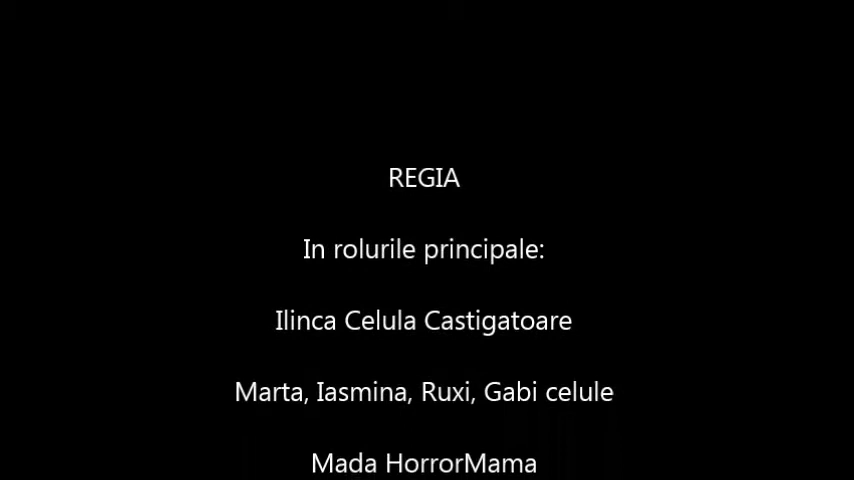 REGIA
In rolurile principale:
Ilinca Celula Castigatoare
Marta, Iasmina, Ruxi, Gabi celule
Mada HorrorMama